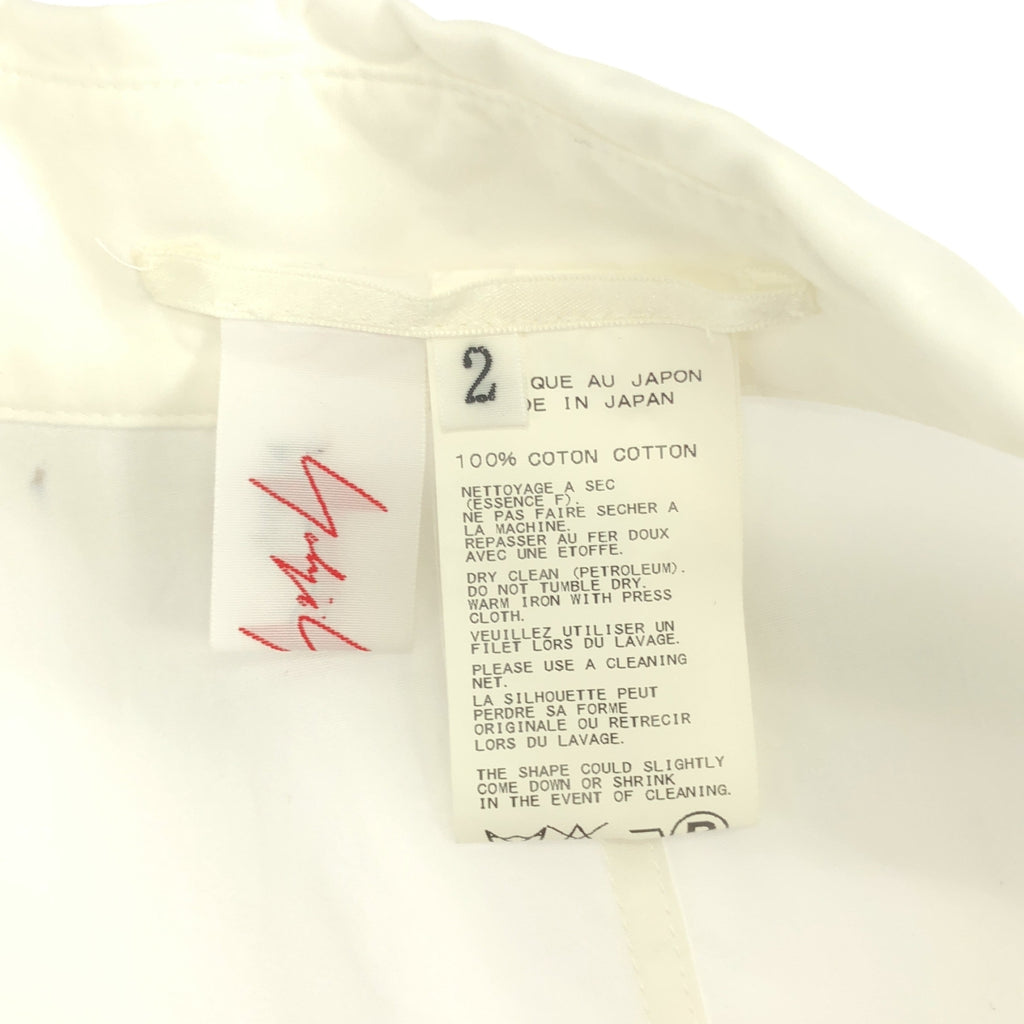 Yohji
2
QUE AU JAPON
DE IN JAPAN
100% COTON COTTON
NETTOYAGE A SEC
(ESSENCE F).
NE PAS FAIRE SECHER A
LA MACHINE.
REPASSER AU FER DOUX
AVEC UNE ETOFFE.
DRY CLEAN (PETROLEUM).
DO NOT TUMBLE DRY.
WARM IRON WITH PRESS
CLOTH.
VEUILLEZ UTILISER UN
FILET LORS DU LAVAGE.
PLEASE USE A CLEANING
NET.
LA SILHOUETTE PEUT
PERDRE SA FORME
ORIGINALE OU RETRECIR
LORS DU LAVAGE.
THE SHAPE COULD SLIGHTLY
COME DOWN OR SHRINK
IN THE EVENT OF CLEANING.